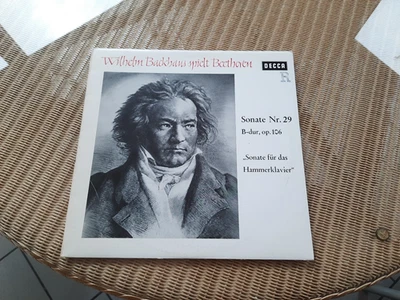 Wilhelm Backhaus spielt Beethoven
DECCA
R
Sonate Nr. 29
B-dur, op. 106
„Sonate für das
Hammerklavier“